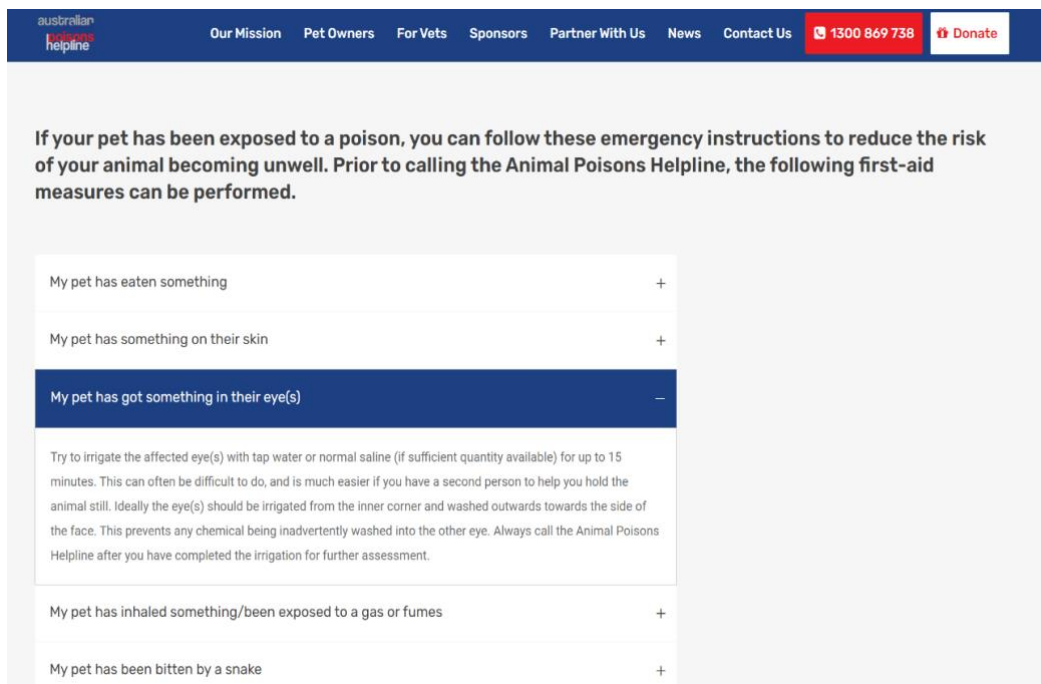 australian
poisons
helpline
Our Mission Pet Owners For Vets Sponsors Partner With Us News Contact Us 1300 869 738 Donate
If your pet has been exposed to a poison, you can follow these emergency instructions to reduce the risk
of your animal becoming unwell. Prior to calling the Animal Poisons Helpline, the following first-aid
measures can be performed.
My pet has eaten something +
My pet has something on their skin +
My pet has got something in their eye(s) –
Try to irrigate the affected eye(s) with tap water or normal saline (if sufficient quantity available) for up to 15
minutes. This can often be difficult to do, and is much easier if you have a second person to help you hold the
animal still. Ideally the eye(s) should be irrigated from the inner corner and washed outwards towards the side of
the face. This prevents any chemical being inadvertently washed into the other eye. Always call the Animal Poisons
Helpline after you have completed the irrigation for further assessment.
My pet has inhaled something/been exposed to a gas or fumes +
My pet has been bitten by a snake +